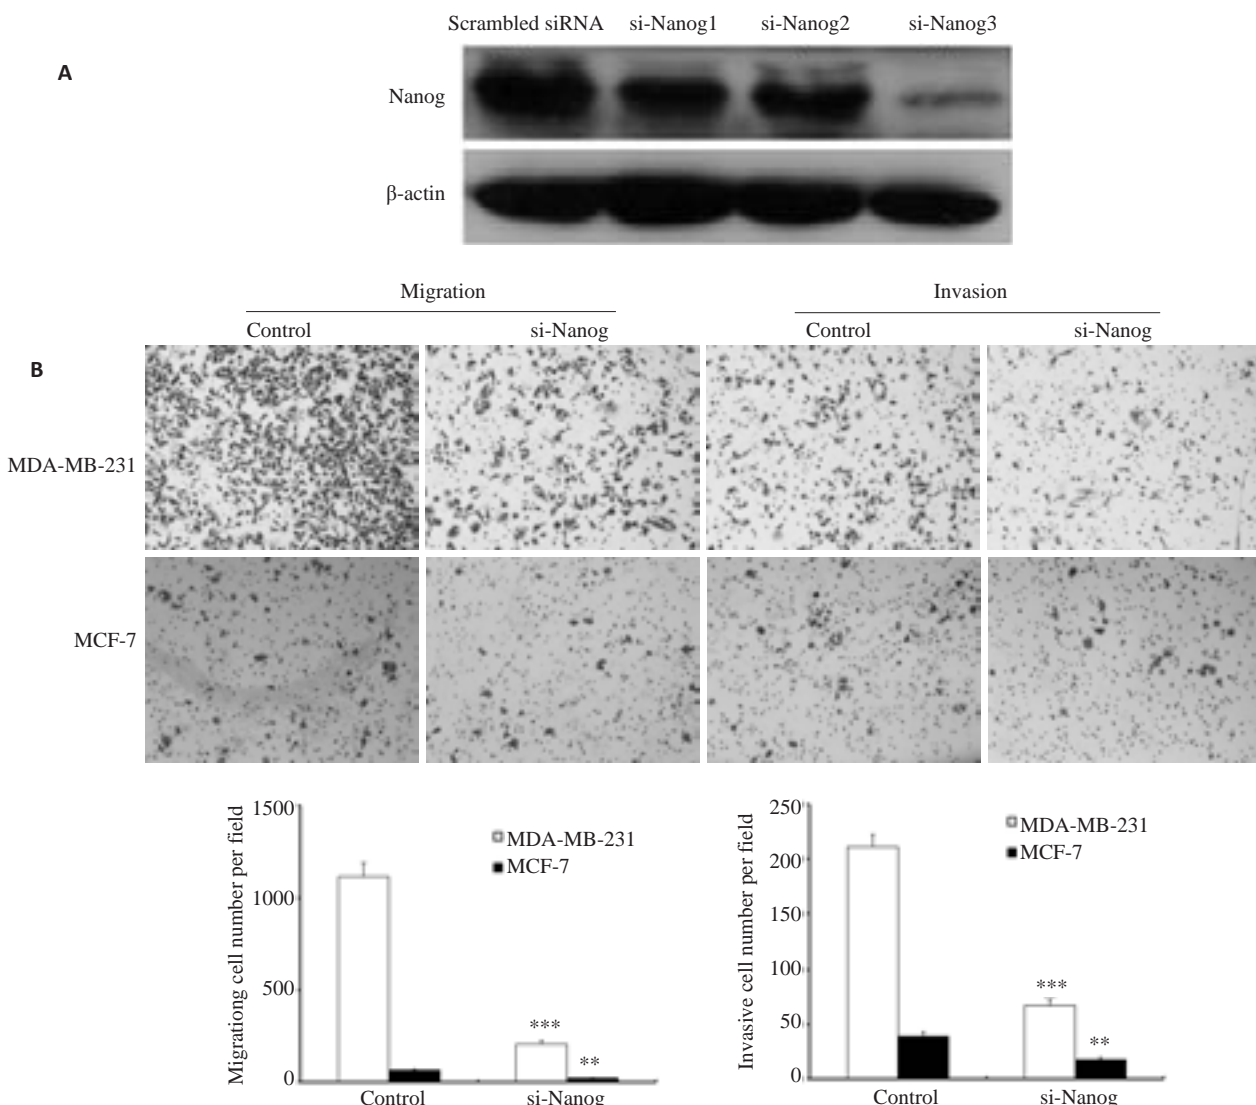 Scrambled siRNA si-Nanog1 si-Nanog2 si-Nanog3
A
Nanog
β-actin
Migration Invasion
Control si-Nanog Control si-Nanog
B
MDA-MB-231
MCF-7
Migrationg cell number per field
1500
1000
500
0
MDA-MB-231
MCF-7
***
**
Control si-Nanog
Invasive cell number per field
250
200
150
100
50
0
MDA-MB-231
MCF-7
***
**
Control si-Nanog